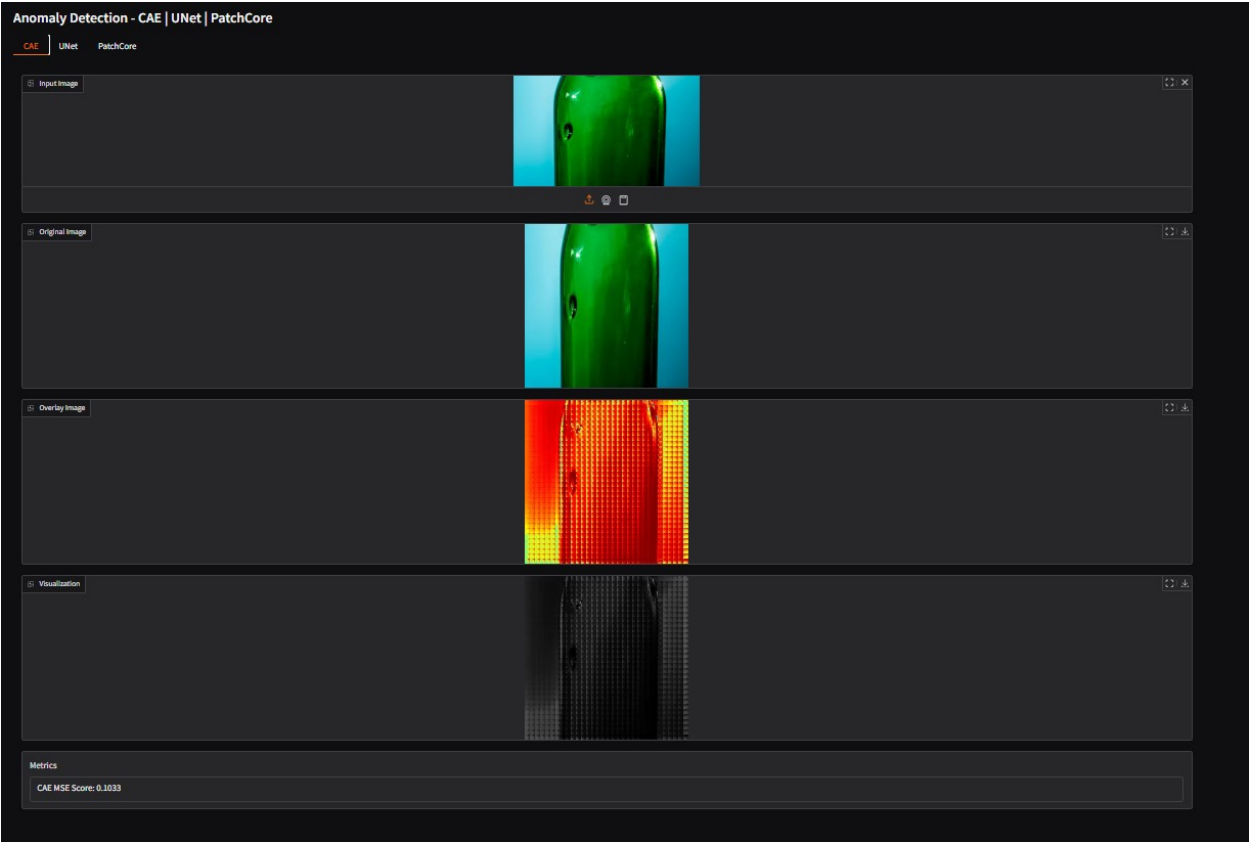 Anomaly Detection - CAE | UNet | PatchCore
CAE UNet PatchCore
Input Image
Original Image
Overlay Image
Visualization
Metrics
CAE MSE Score: 0.1033